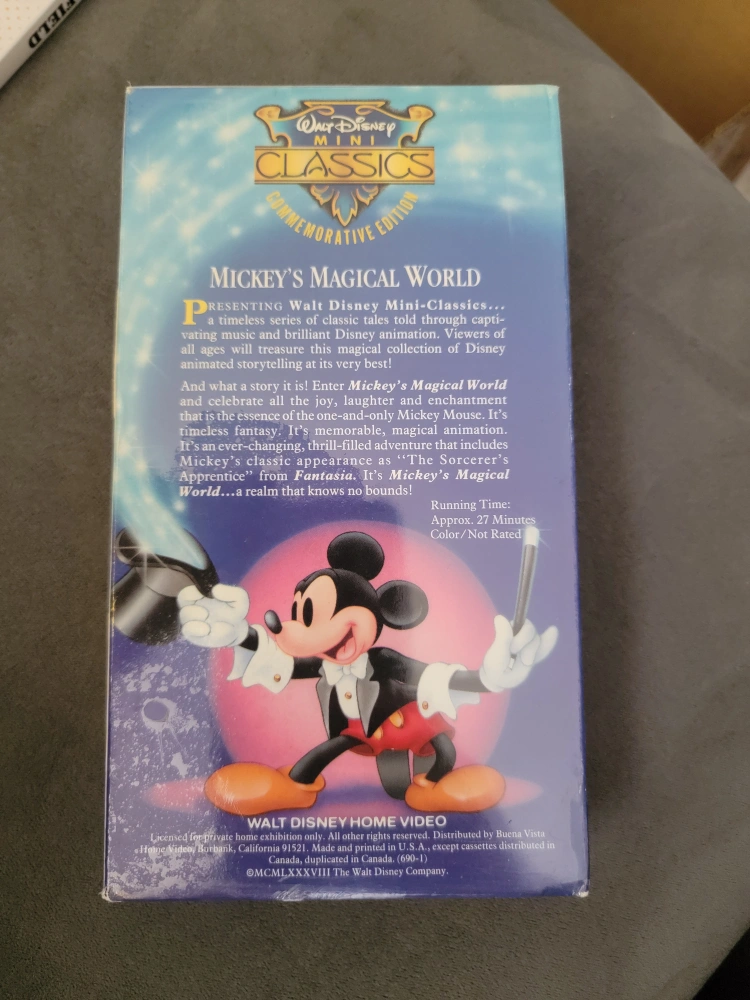 FIELD
WALT DISNEY
MINI
CLASSICS
COMMEMORATIVE EDITION
MICKEY'S MAGICAL WORLD
PRESENTING Walt Disney Mini-Classics...
a timeless series of classic tales told through capti-
vating music and brilliant Disney animation. Viewers of
all ages will treasure this magical collection of Disney
animated storytelling at its very best!
And what a story it is! Enter Mickey's Magical World
and celebrate all the joy, laughter and enchantment
that is the essence of the one-and-only Mickey Mouse. It's
timeless fantasy. It's memorable, magical animation.
It's an ever-changing, thrill-filled adventure that includes
Mickey's classic appearance as "The Sorcerer's
Apprentice" from Fantasia. It's Mickey's Magical
World...a realm that knows no bounds!
Running Time:
Approx. 27 Minutes
Color/Not Rated
WALT DISNEY HOME VIDEO
Licensed for private home exhibition only. All other rights reserved. Distributed by Buena Vista
Home Video, Burbank, California 91521. Made and printed in U.S.A., except cassettes distributed in
Canada, duplicated in Canada. (690-1)
©MCMLXXXVIII The Walt Disney Company.